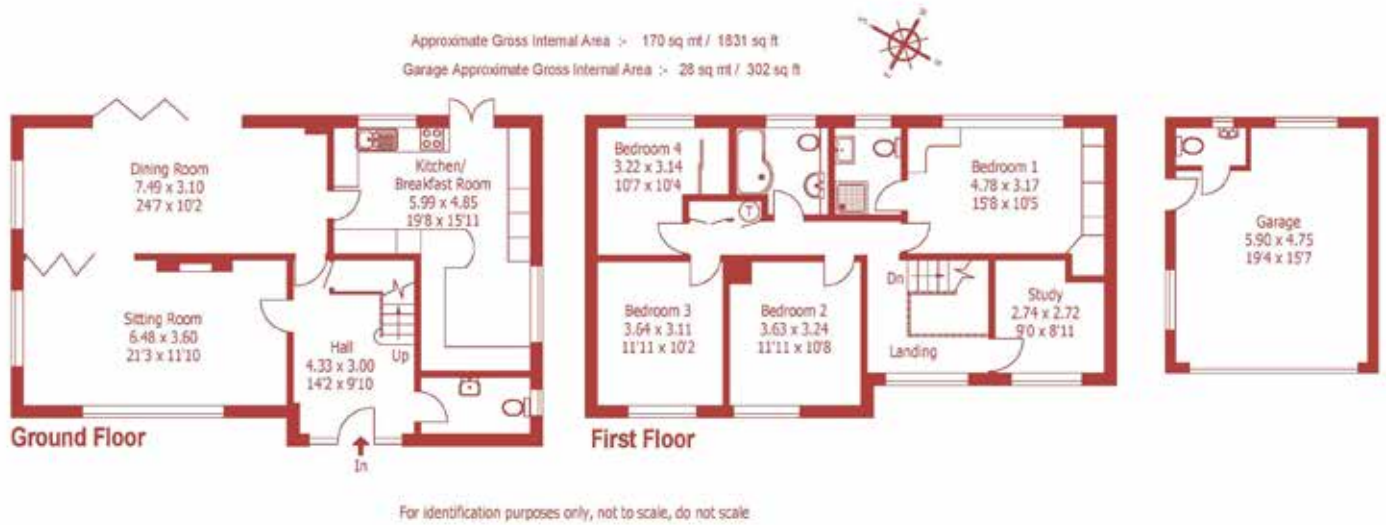 Approximate Gross Internal Area :- 170 sq mt / 1831 sq ft
Garage Approximate Gross Internal Area :- 28 sq mt / 302 sq ft
Dining Room
7.49 x 3.10
24'7 x 10'2
Kitchen/
Breakfast Room
5.99 x 4.85
19'8 x 15'11
Sitting Room
6.48 x 3.60
21'3 x 11'10
Hall
4.33 x 3.00
14'2 x 9'10
Up
In
Ground Floor
Bedroom 4
3.22 x 3.14
10'7 x 10'4
T
Bedroom 1
4.78 x 3.17
15'8 x 10'5
Bedroom 3
3.64 x 3.11
11'11 x 10'2
Bedroom 2
3.63 x 3.24
11'11 x 10'8
Dn
Landing
Study
2.74 x 2.72
9'0 x 8'11
First Floor
Garage
5.90 x 4.75
19'4 x 15'7
For identification purposes only, not to scale, do not scale